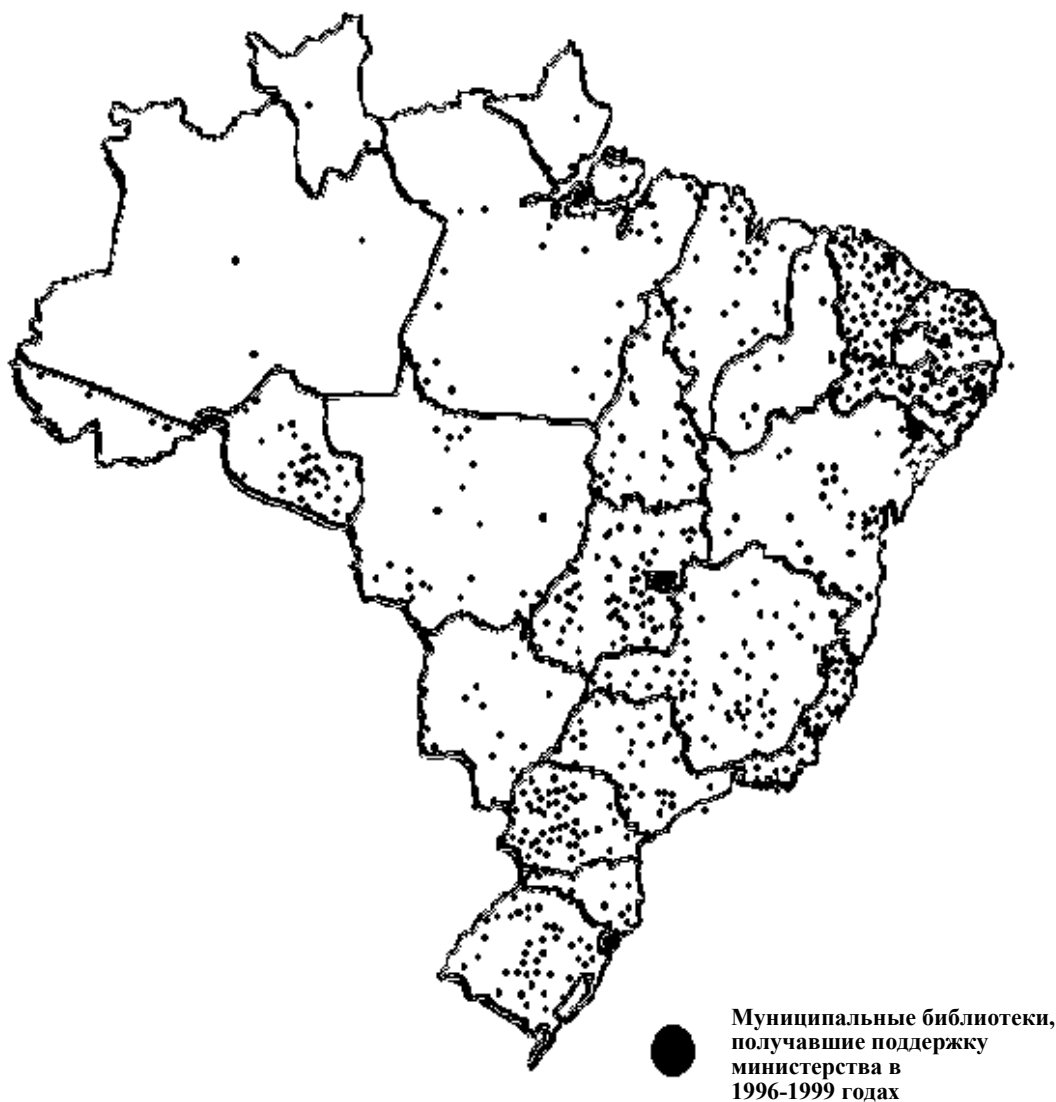 Муниципальные библиотеки,
получавшие поддержку
министерства в
1996-1999 годах